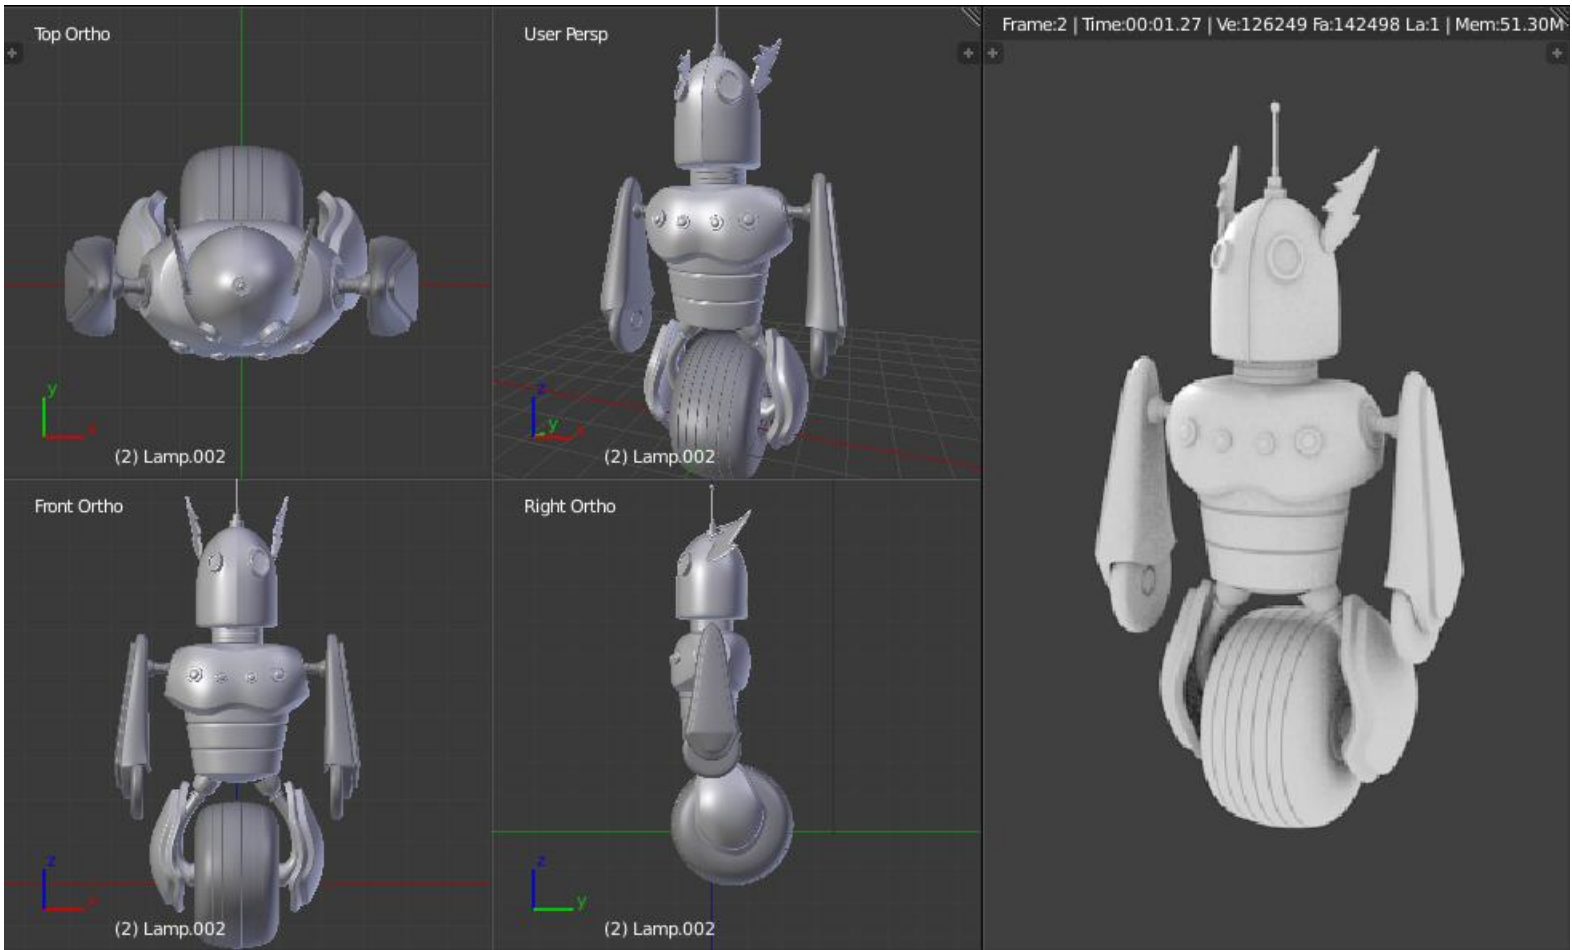 Top Ortho
User Persp
Frame:2 | Time:00:01.27 | Ve:126249 Fa:142498 La:1 | Mem:51.30M
y
x
(2) Lamp.002
z
y
x
(2) Lamp.002
Front Ortho
Right Ortho
z
x
(2) Lamp.002
z
y
(2) Lamp.002